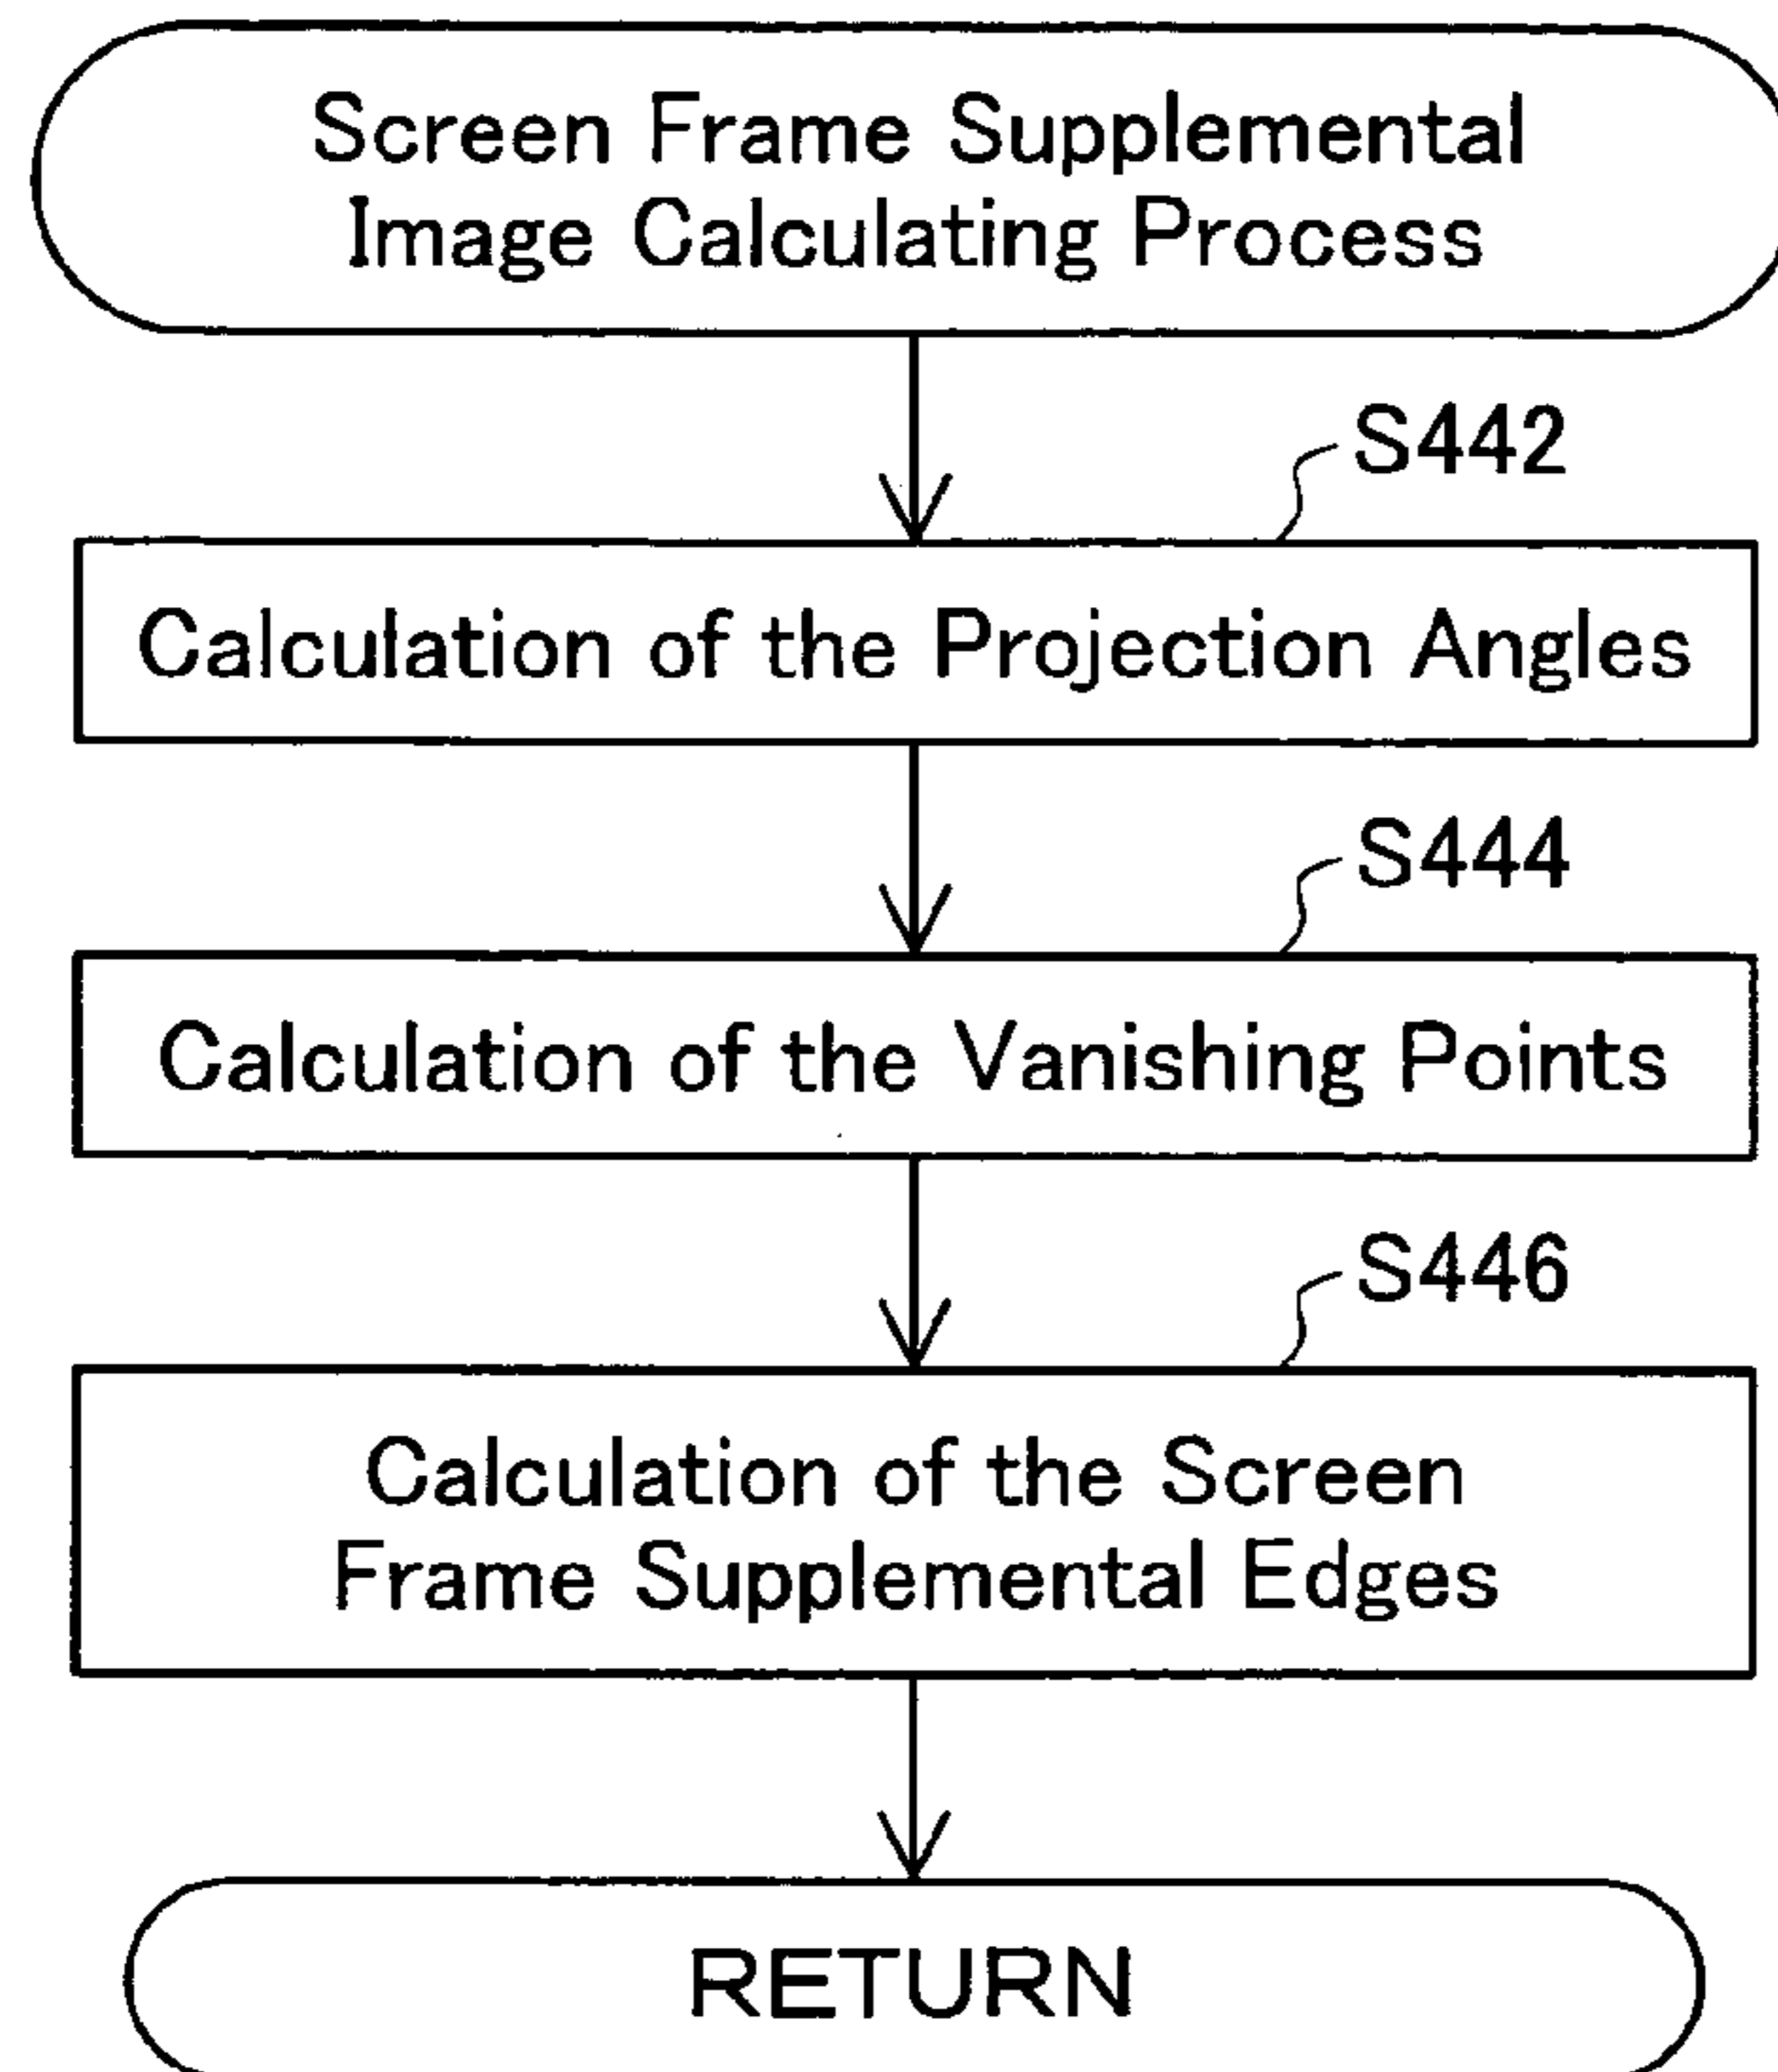 Screen Frame Supplemental
Image Calculating Process
S442
Calculation of the Projection Angles
S444
Calculation of the Vanishing Points
S446
Calculation of the Screen
Frame Supplemental Edges
RETURN